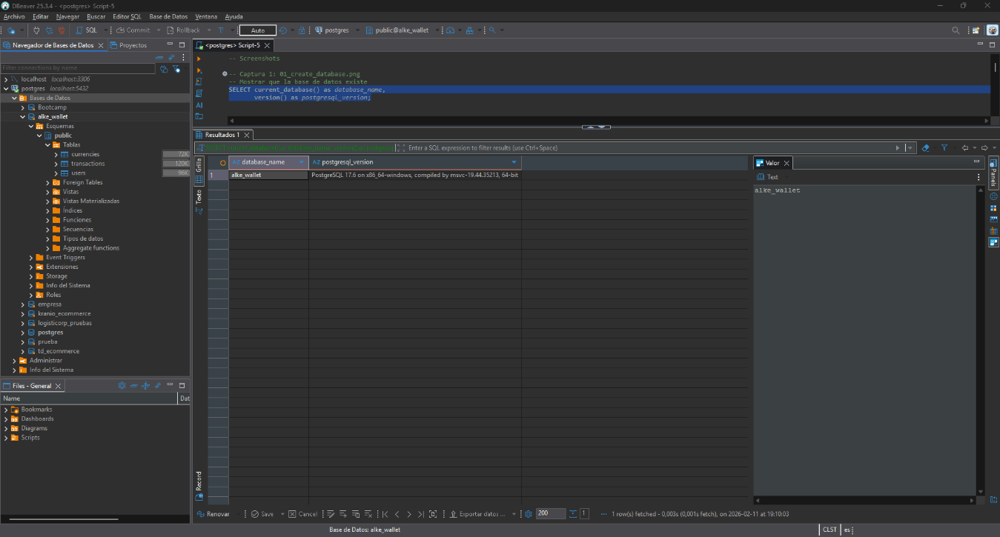 DBeaver 25.3.4 - <postgres> Script-5
Archivo Editar Navegar Buscar Editor SQL Base de Datos Ventana Ayuda
SQL Commit Rollback T Auto postgres public@alke_wallet
Navegador de Bases de Datos Proyectos
Filter connections by name
localhost localhost:3306
postgres localhost:5432
Bases de Datos
Bootcamp
alke_wallet
Esquemas
public
Tablas
currencies 72K
transactions 120K
users 96K
Foreign Tables
Vistas
Vistas Materializadas
Índices
Funciones
Secuencias
Tipos de datos
Aggregate functions
Event Triggers
Extensiones
Storage
Info del Sistema
Roles
empresa
kranio_ecommerce
logisticorp_pruebas
postgres
prueba
td_ecommerce
Administrar
Info del Sistema
Files - General
Name Dat
Bookmarks
Dashboards
Diagrams
Scripts
<postgres> Script-5
-- Screenshots
-- Captura 1: 01_create_database.png
-- Mostrar que la base de datos existe
SELECT current_database() as database_name,
version() as postgresql_version;
AI
Resultados 1
Enter a SQL expression to filter results (use Ctrl+Space)
Grilla
Texto
Record
A-Z database_name A-Z postgresql_version
1 alke_wallet PostgreSQL 17.6 on x86_64-windows, compiled by msvc-19.44.35213, 64-bit
Valor
Text
alke_wallet
Panels
Renovar Save Cancel Exportar datos ... 200 1 1 row(s) fetched - 0,003s (0,001s fetch), on 2026-02-11 at 19:10:03
Base de Datos: alke_wallet CLST es